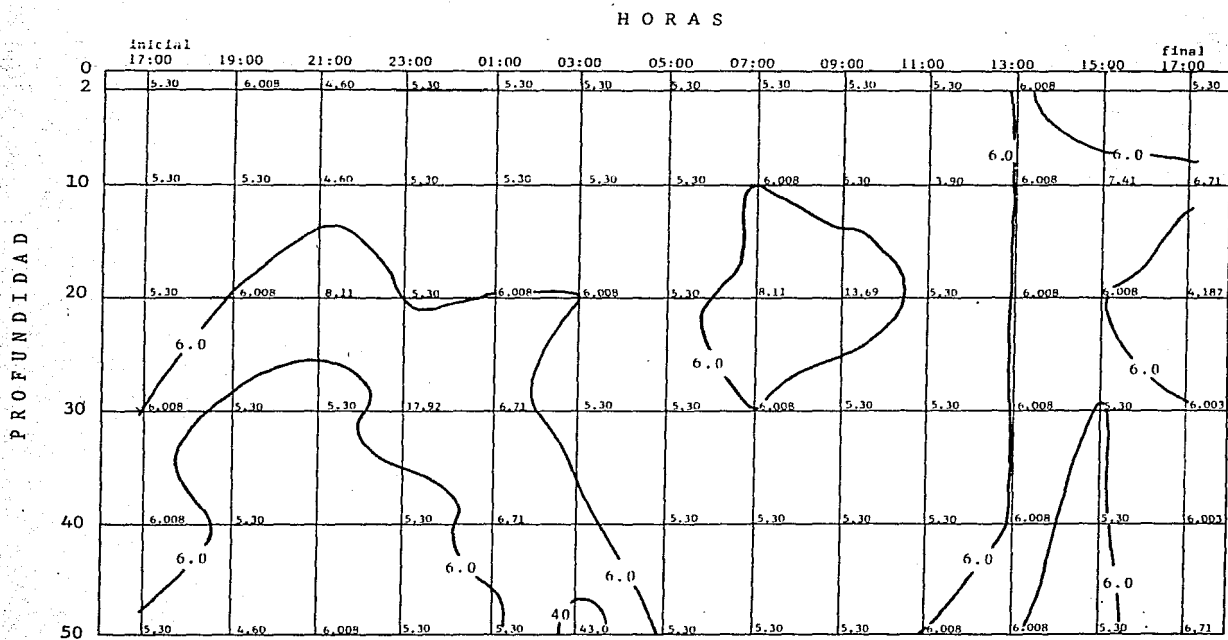 HORAS
inicial final
17:00 19:00 21:00 23:00 01:00 03:00 05:00 07:00 09:00 11:00 13:00 15:00 17:00
0
2 5.30 6.008 4.60 5.30 5.30 5.30 5.30 5.30 5.30 5.30 6.008 5.30
6.0 6.0
10 5.30 5.30 4.60 5.30 5.30 5.30 5.30 6.008 5.30 3.90 6.008 7.41 6.71
PROFUNDIDAD
20 5.30 6.008 8.11 5.30 6.008 6.008 5.30 8.11 13.69 5.30 6.008 6.008 4.187
6.0 6.0 6.0
30 6.008 5.30 5.30 17.92 6.71 5.30 5.30 6.008 5.30 5.30 6.008 5.30 6.003
40 6.008 5.30 5.30 6.71 5.30 5.30 5.30 5.30 5.30 6.008 5.30 6.003
6.0 6.0 6.0 6.0 6.0
40
50 5.30 4.60 6.008 5.30 5.30 43.0 5.30 5.30 5.30 6.008 6.008 5.30 6.71